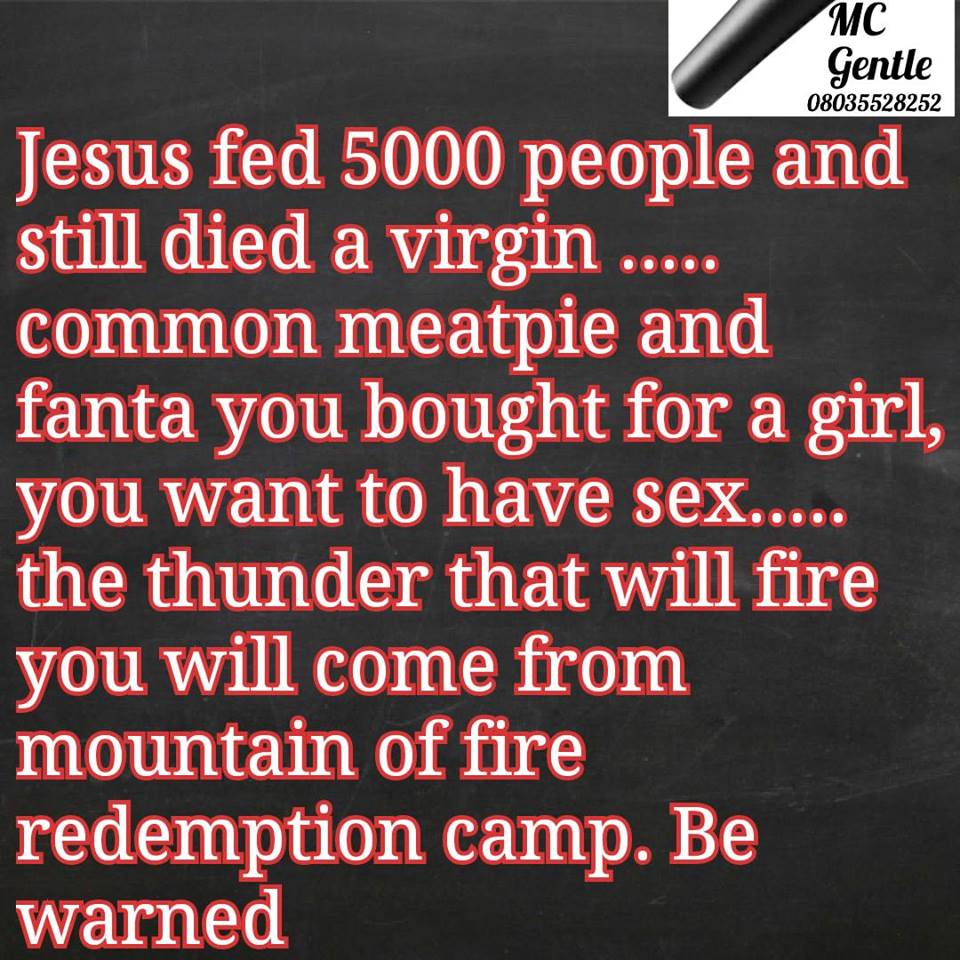 MC
Gentle
08035528252
Jesus fed 5000 people and
still died a virgin .....
common meatpie and
fanta you bought for a girl,
you want to have sex.....
the thunder that will fire
you will come from
mountain of fire
redemption camp. Be
warned